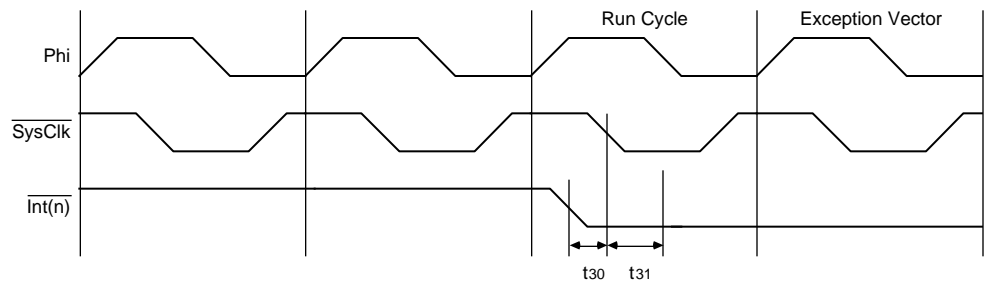 Run Cycle
Exception Vector
Phi
SysClk
Int(n)
t30
t31